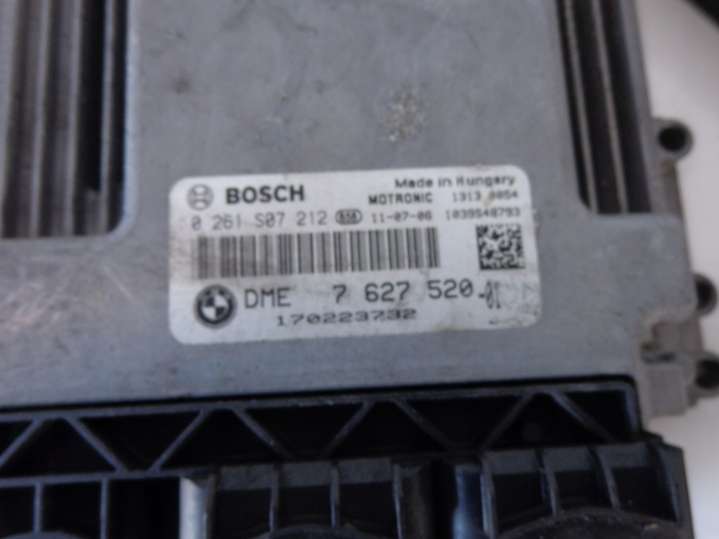 BOSCH Made in Hungary
MOTRONIC 1313 0054
0 261 S07 212 11-07-06 1039S48793
DME 7 627 520 -01
170223732